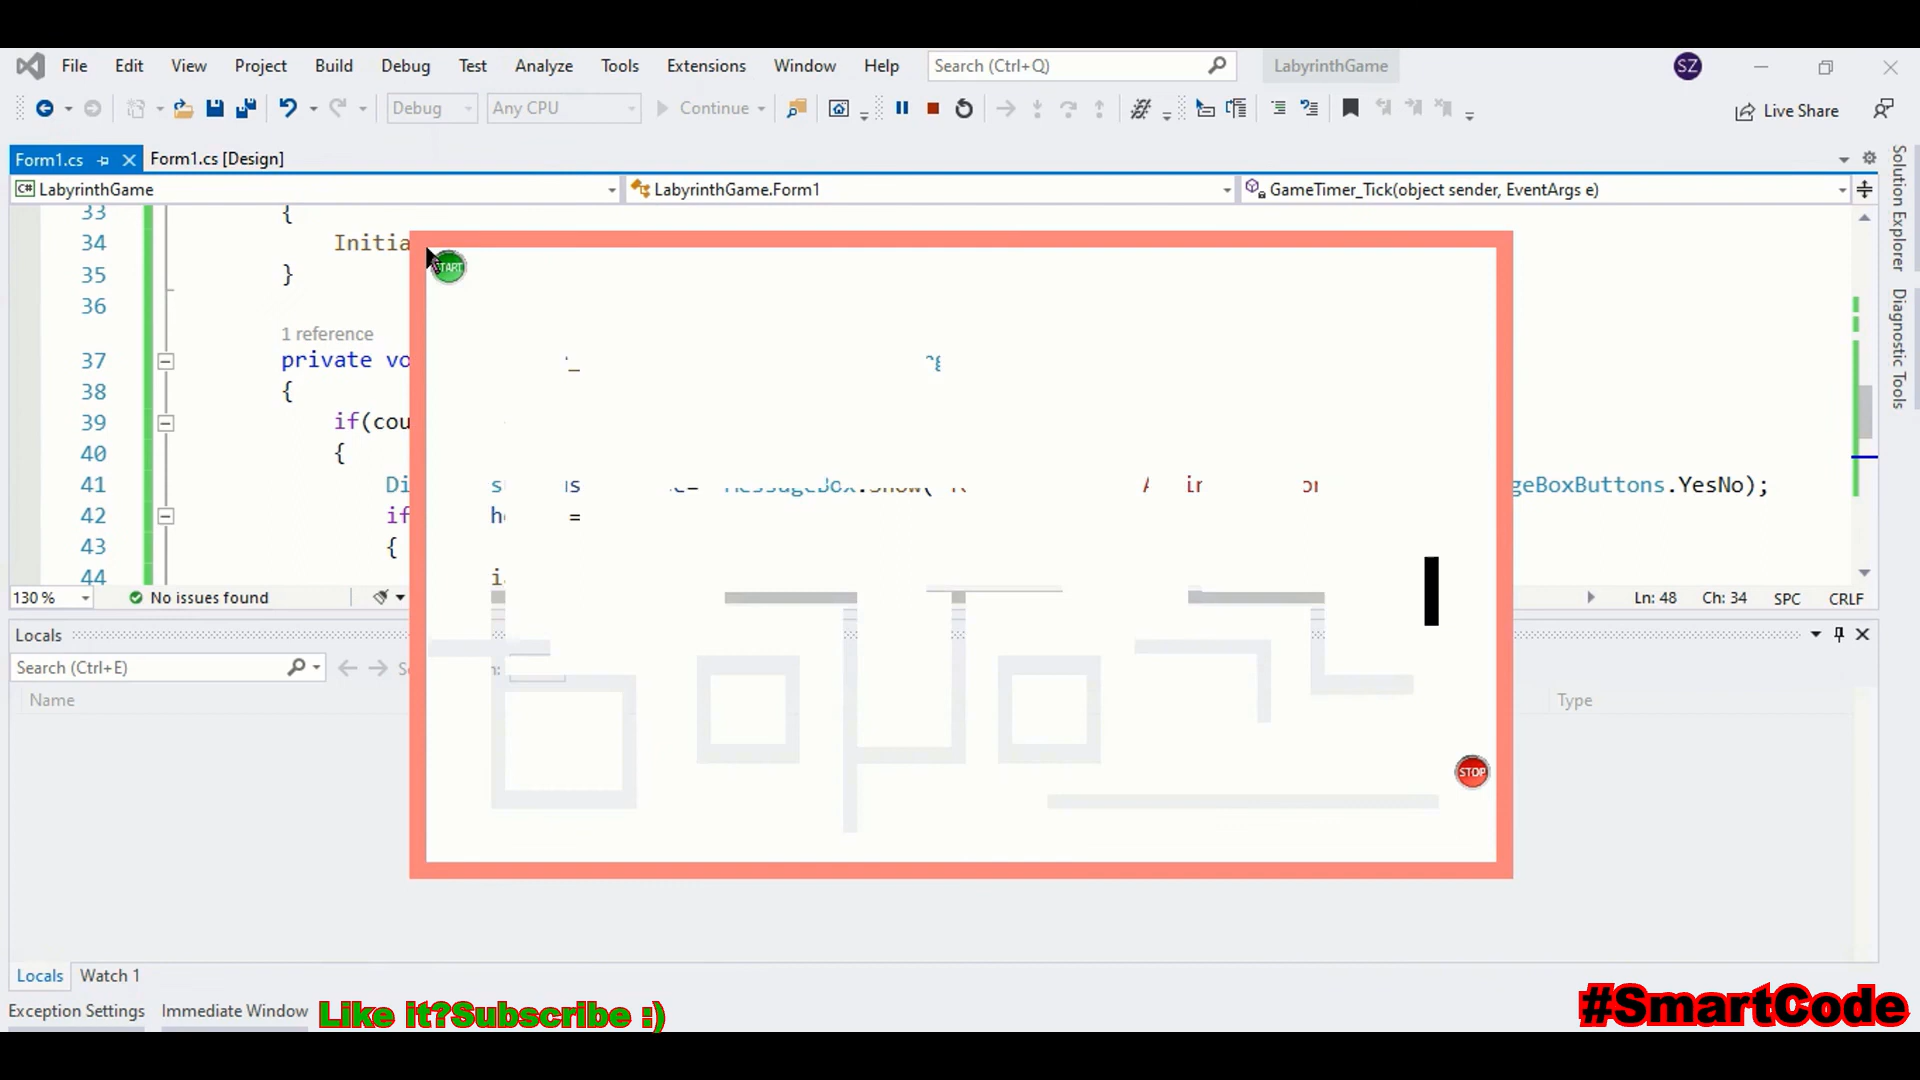 File Edit View Project Build Debug Test Analyze Tools Extensions Window Help Search (Ctrl+Q) LabyrinthGame SZ
Debug Any CPU Continue Live Share
Form1.cs Form1.cs [Design]
C# LabyrinthGame LabyrinthGame.Form1 GameTimer_Tick(object sender, EventArgs e)
Solution Explorer
Diagnostic Tools
33 {
34 Initia
START
35 }
36
1 reference
37 private vo
38 {
39 if(cou
40 {
41 Di geBoxButtons.YesNo);
42 if =
43 {
44
130 % No issues found Ln: 48 Ch: 34 SPC CRLF
Locals
Search (Ctrl+E)
Name Type
STOP
Locals Watch 1
Exception Settings Immediate Window Like it?Subscribe :)
#SmartCode